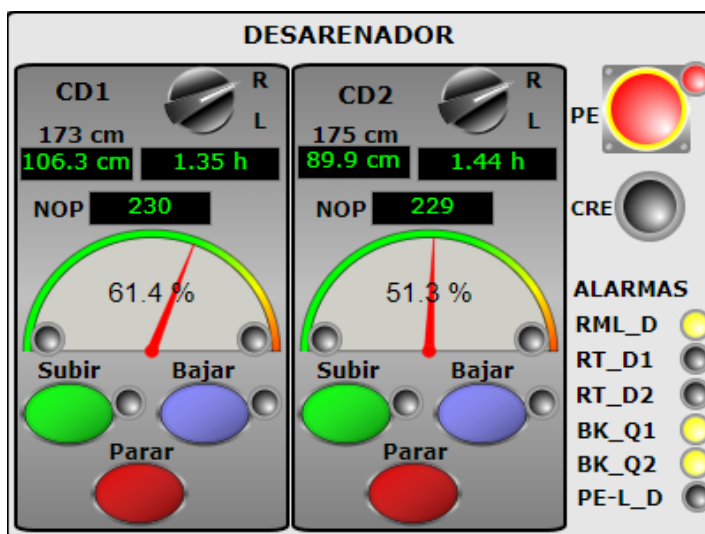 DESARENADOR
CD1
R
L
173 cm
106.3 cm
1.35 h
NOP
230
61.4 %
Subir
Bajar
Parar
CD2
R
L
175 cm
89.9 cm
1.44 h
NOP
229
51.3 %
Subir
Bajar
Parar
PE
CRE
ALARMAS
RML_D
RT_D1
RT_D2
BK_Q1
BK_Q2
PE-L_D